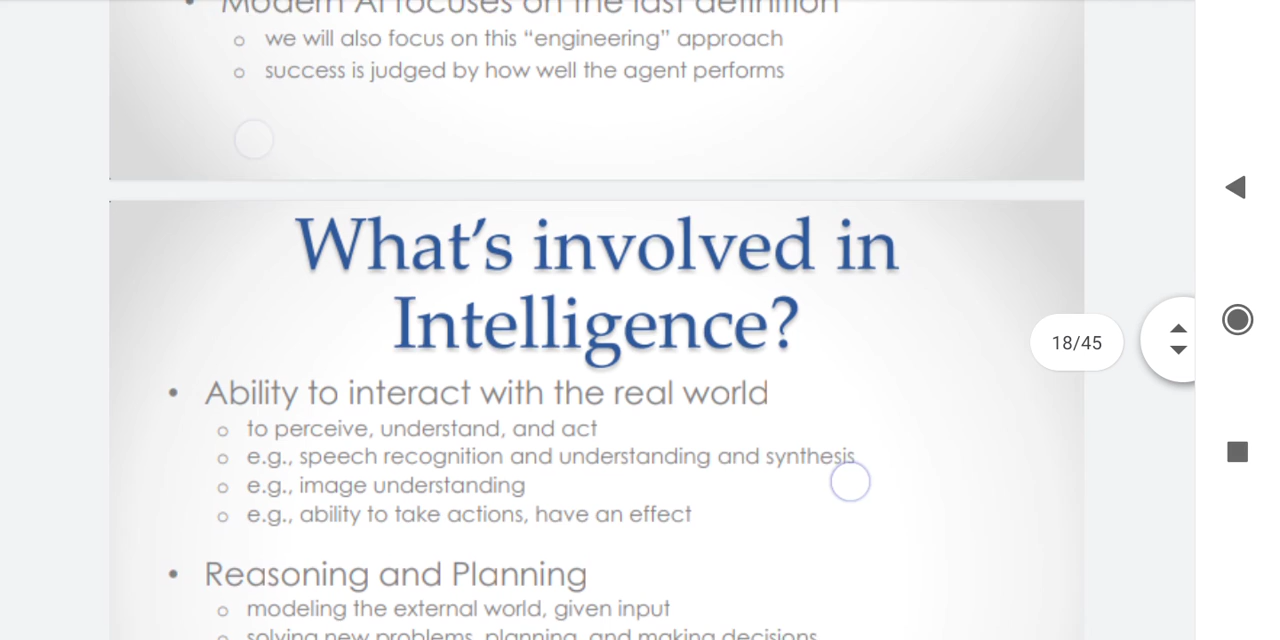 • Modern AI focuses on the last definition
o we will also focus on this “engineering” approach
o success is judged by how well the agent performs
What’s involved in
Intelligence?
18/45
• Ability to interact with the real world
o to perceive, understand, and act
o e.g., speech recognition and understanding and synthesis
o e.g., image understanding
o e.g., ability to take actions, have an effect
• Reasoning and Planning
o modeling the external world, given input
o solving new problems, planning, and making decisions